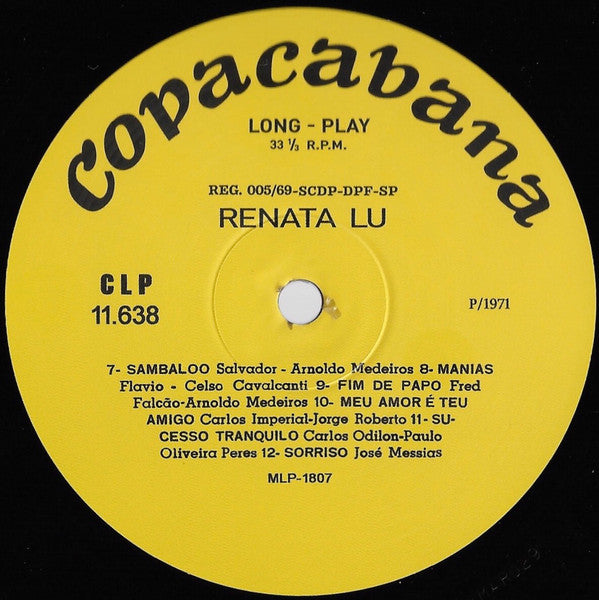 Copacabana
LONG - PLAY
33 ⅓ R.P.M.
REG. 005/69-SCDP-DPF-SP
RENATA LU
CLP
11.638
P/1971
7- SAMBALOO Salvador - Arnoldo Medeiros 8- MANIAS
Flavio - Celso Cavalcanti 9- FIM DE PAPO Fred
Falcão-Arnoldo Medeiros 10- MEU AMOR É TEU
AMIGO Carlos Imperial-Jorge Roberto 11- SU-
CESSO TRANQUILO Carlos Odilon-Paulo
Oliveira Peres 12- SORRISO José Messias
MLP-1807